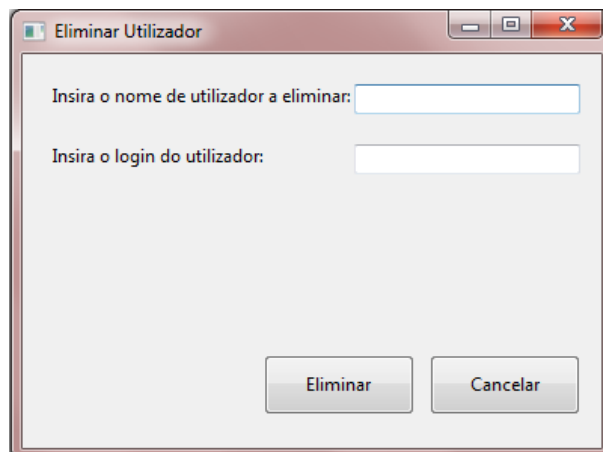 Eliminar Utilizador
Insira o nome de utilizador a eliminar:
Insira o login do utilizador:
Eliminar Cancelar